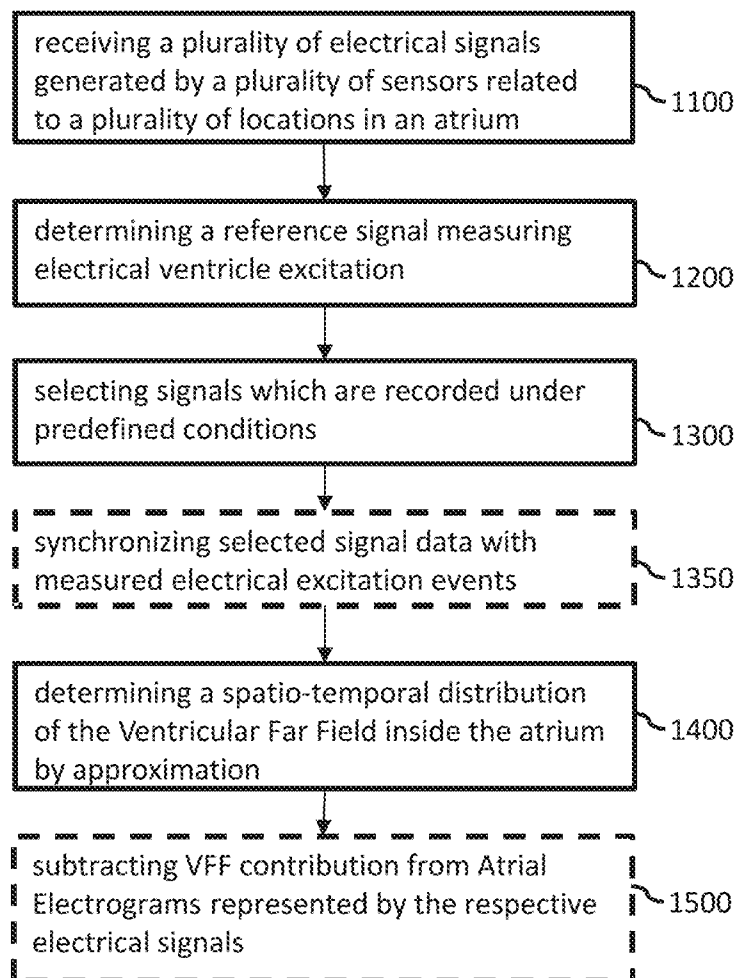 receiving a plurality of electrical signals
generated by a plurality of sensors related
to a plurality of locations in an atrium
1100
determining a reference signal measuring
electrical ventricle excitation
1200
selecting signals which are recorded under
predefined conditions
1300
synchronizing selected signal data with
measured electrical excitation events
1350
determining a spatio-temporal distribution
of the Ventricular Far Field inside the atrium
by approximation
1400
subtracting VFF contribution from Atrial
Electrograms represented by the respective
electrical signals
1500